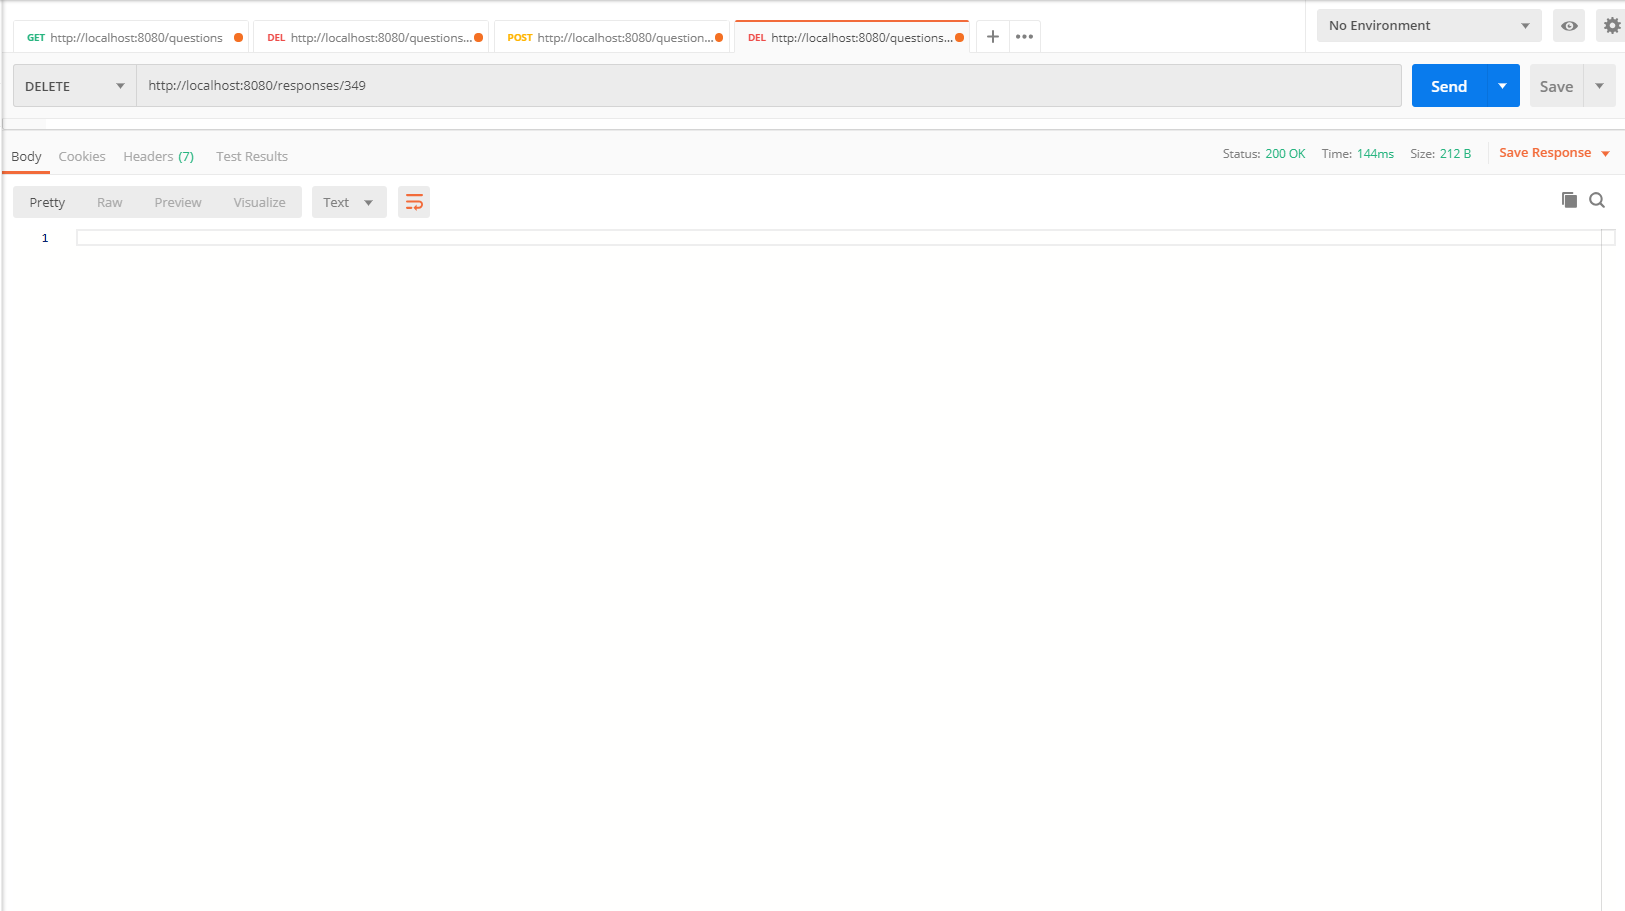 GET http://localhost:8080/questions DEL http://localhost:8080/questions... POST http://localhost:8080/question... DEL http://localhost:8080/questions... + ••• No Environment
DELETE http://localhost:8080/responses/349 Send Save
Body Cookies Headers (7) Test Results Status: 200 OK Time: 144ms Size: 212 B Save Response
Pretty Raw Preview Visualize Text
1